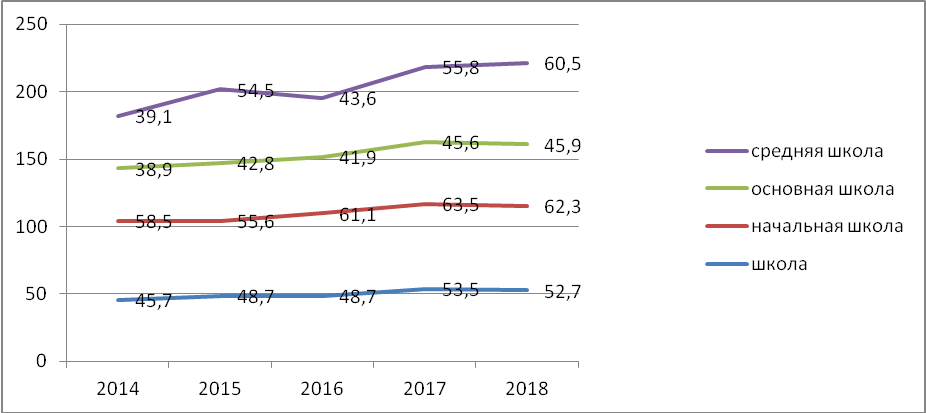 250
200
150
100
50
0
39,1 54,5 43,6 55,8 60,5
38,9 42,8 41,9 45,6 45,9
58,5 55,6 61,1 63,5 62,3
45,7 48,7 48,7 53,5 52,7
2014 2015 2016 2017 2018
средняя школа
основная школа
начальная школа
школа